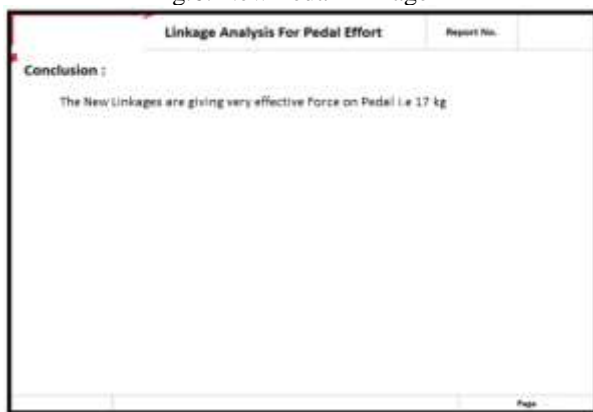 Linkage Analysis For Pedal Effort
Report No.
Conclusion :
The New Linkages are giving very effective Force on Pedal i.e 17 kg
Page